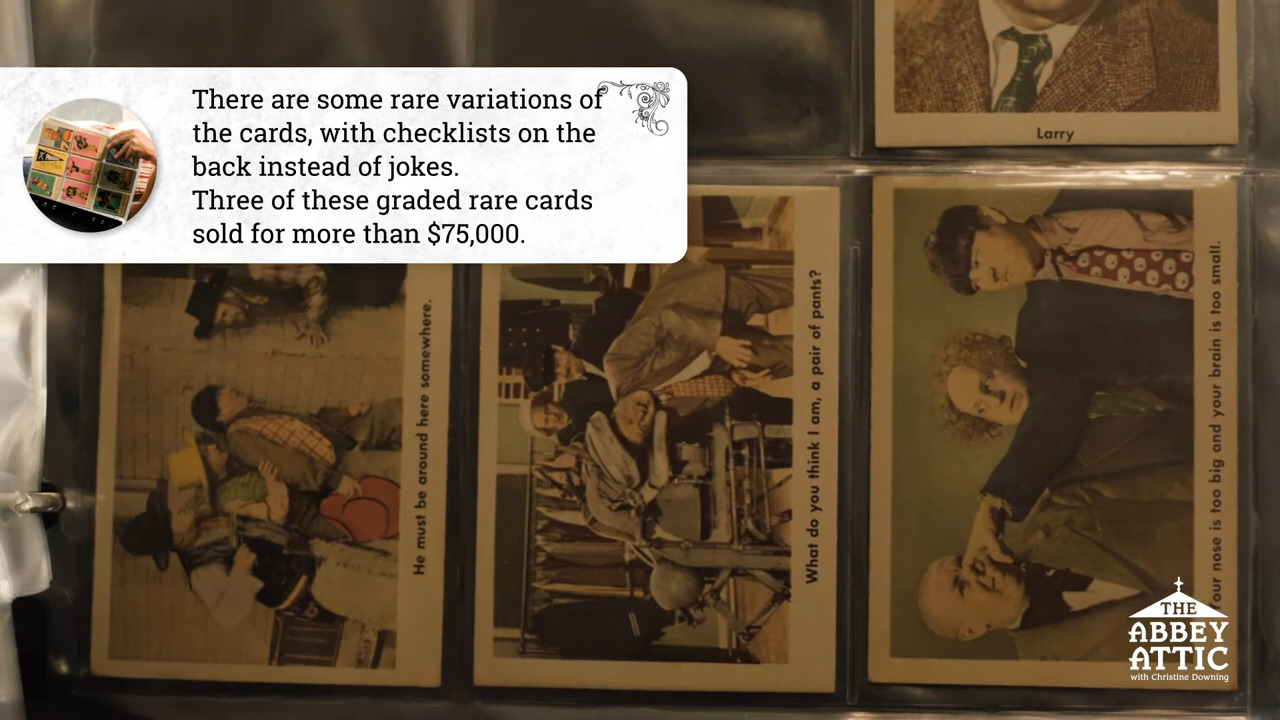 There are some rare variations of
the cards, with checklists on the
back instead of jokes.
Three of these graded rare cards
sold for more than $75,000.
Larry
He must be around here somewhere.
What do you think I am, a pair of pants?
our nose is too big and your brain is too small.
THE
ABBEY
ATTIC
with Christine Downing